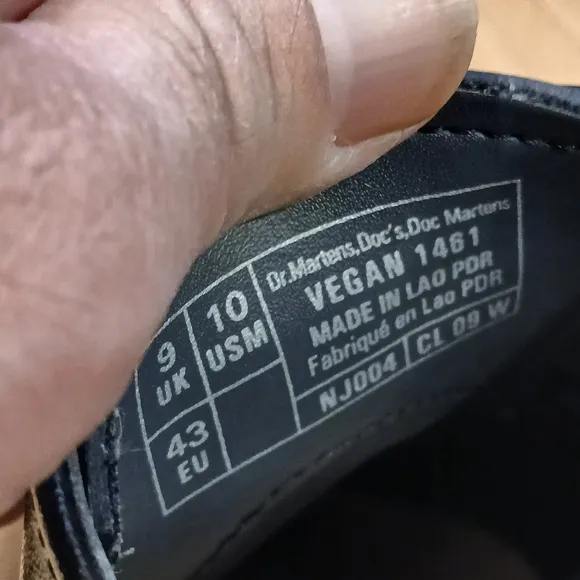 9
UK
10
USM
43
EU
Dr.Martens,Doc's,Doc Martens
VEGAN 1461
MADE IN LAO PDR
Fabriqué en Lao PDR
NJ004
CL 09 W